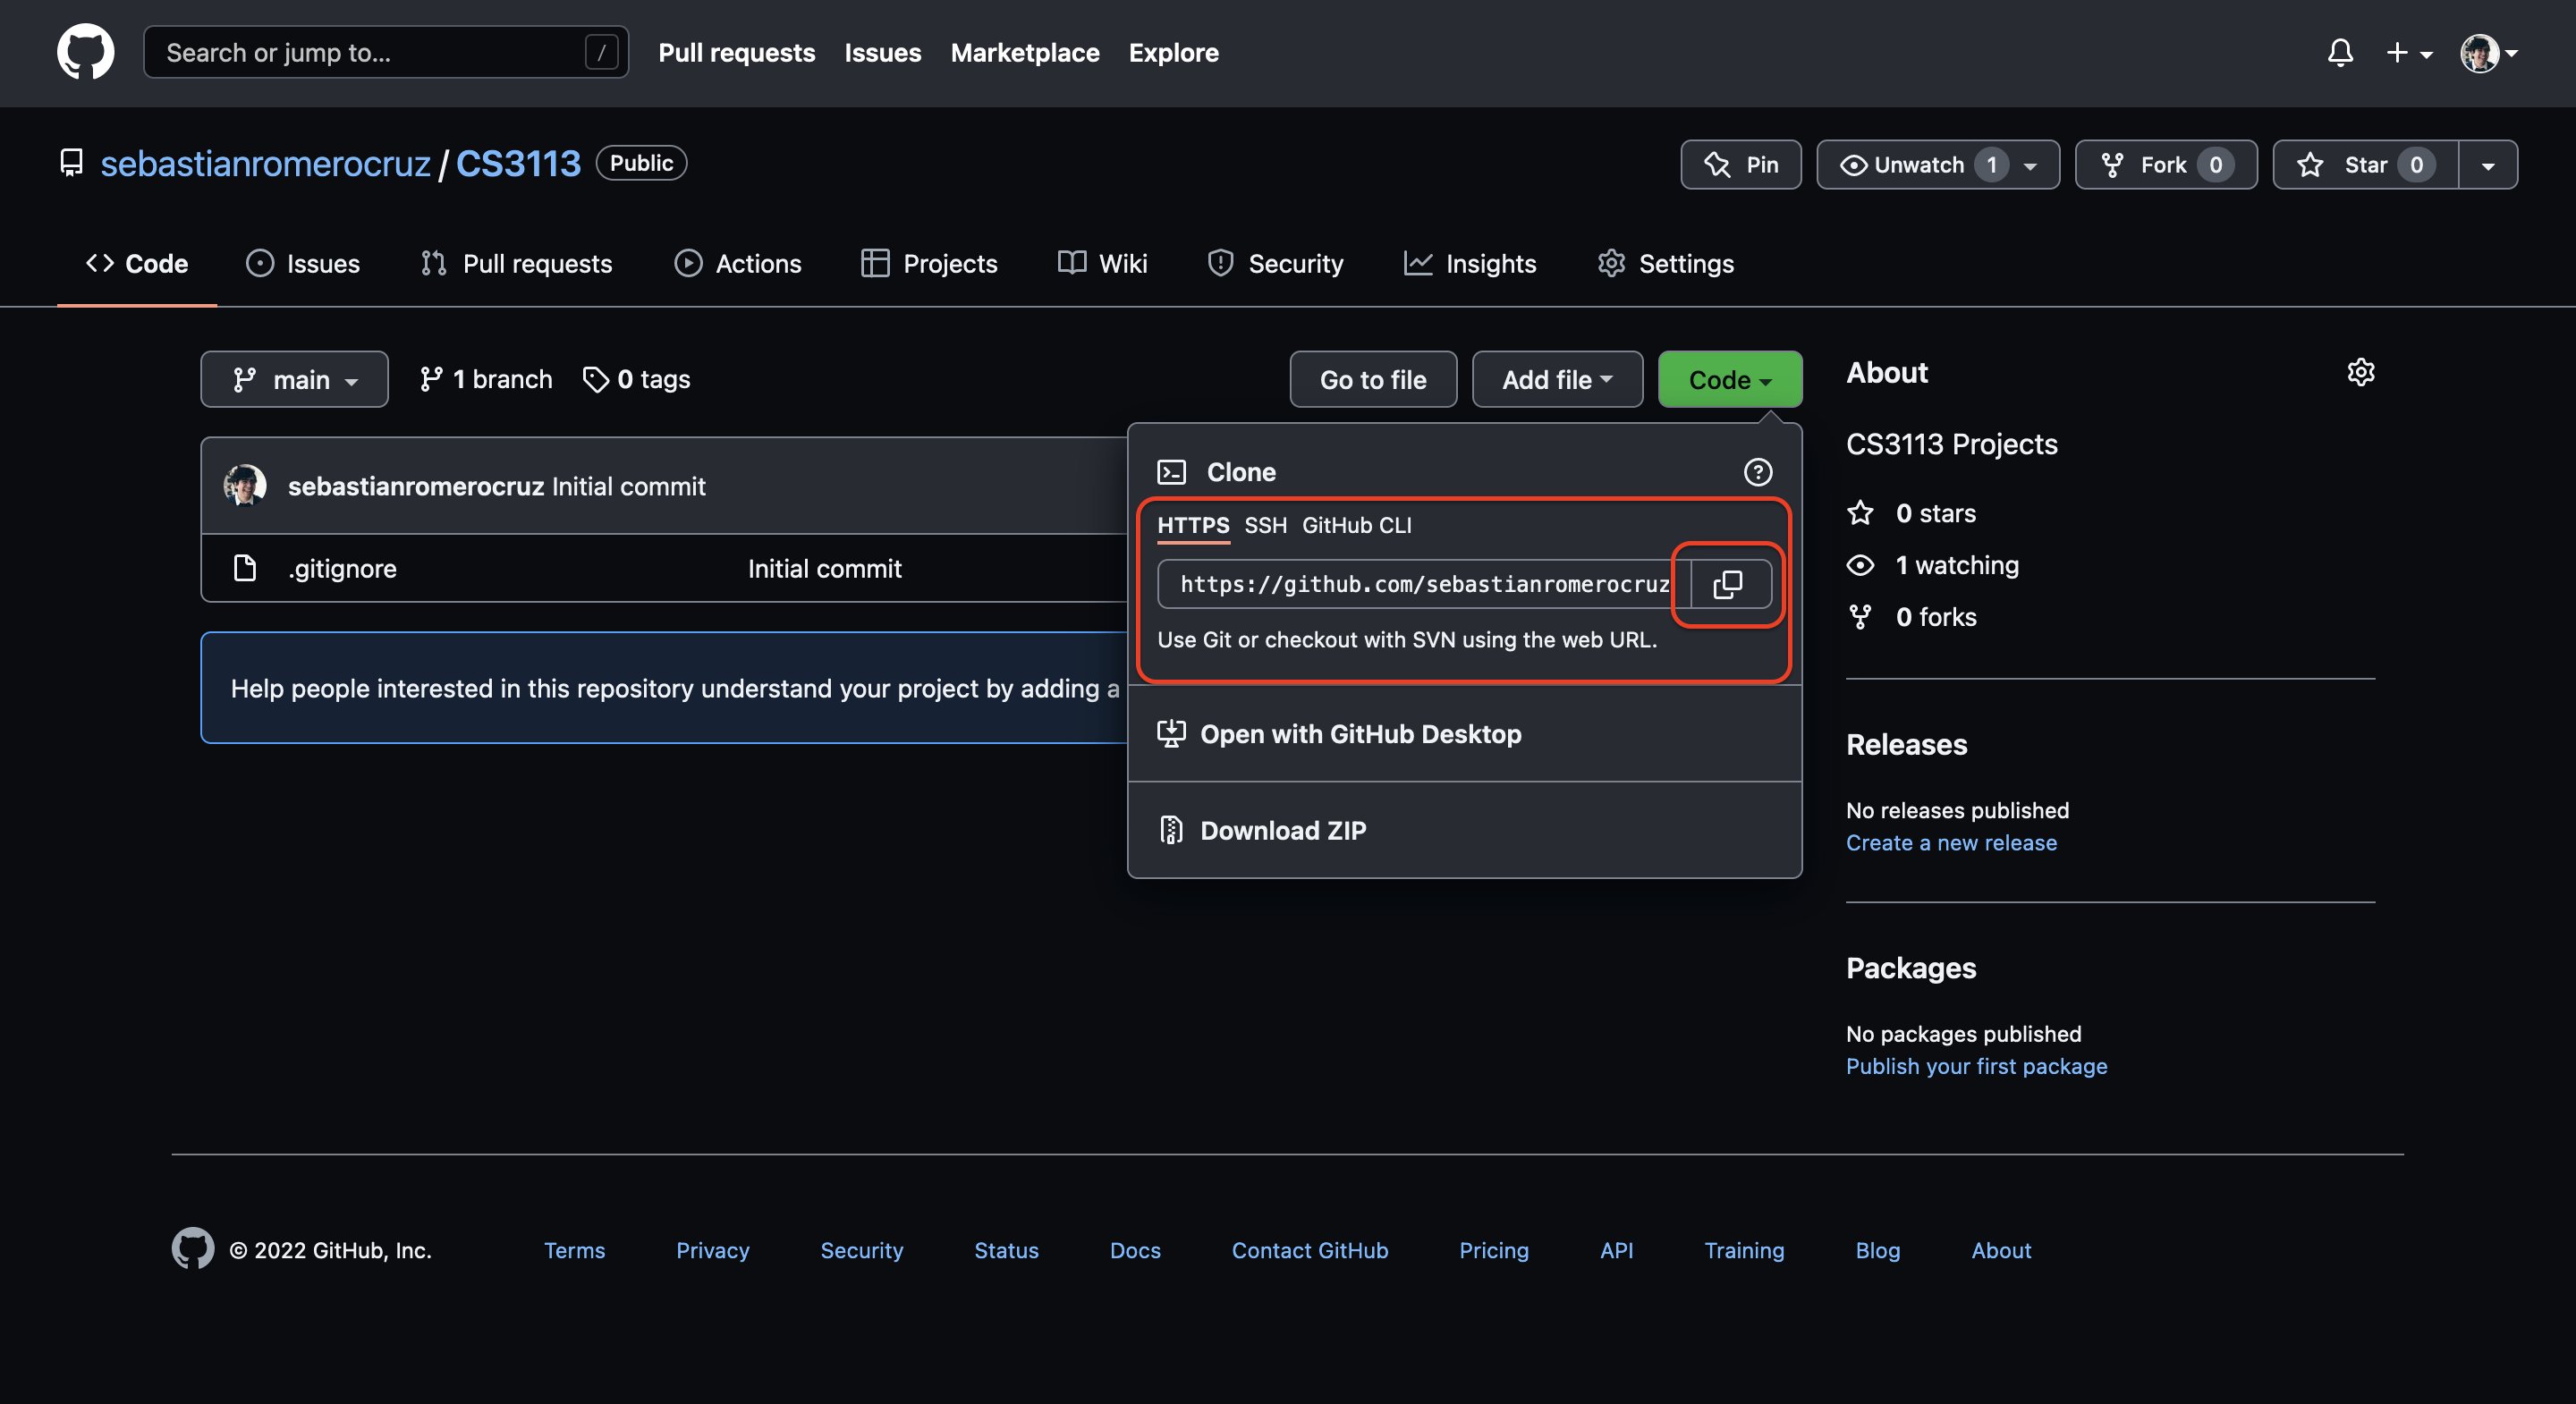 Search or jump to... /
Pull requests Issues Marketplace Explore
sebastianromerocruz / CS3113 Public
Pin Unwatch 1 Fork 0 Star 0
Code Issues Pull requests Actions Projects Wiki Security Insights Settings
main 1 branch 0 tags
Go to file Add file Code
sebastianromerocruz Initial commit
.gitignore Initial commit
Help people interested in this repository understand your project by adding a
Clone
HTTPS SSH GitHub CLI
https://github.com/sebastianromerocruz
Use Git or checkout with SVN using the web URL.
Open with GitHub Desktop
Download ZIP
About
CS3113 Projects
0 stars
1 watching
0 forks
Releases
No releases published
Create a new release
Packages
No packages published
Publish your first package
© 2022 GitHub, Inc. Terms Privacy Security Status Docs Contact GitHub Pricing API Training Blog About